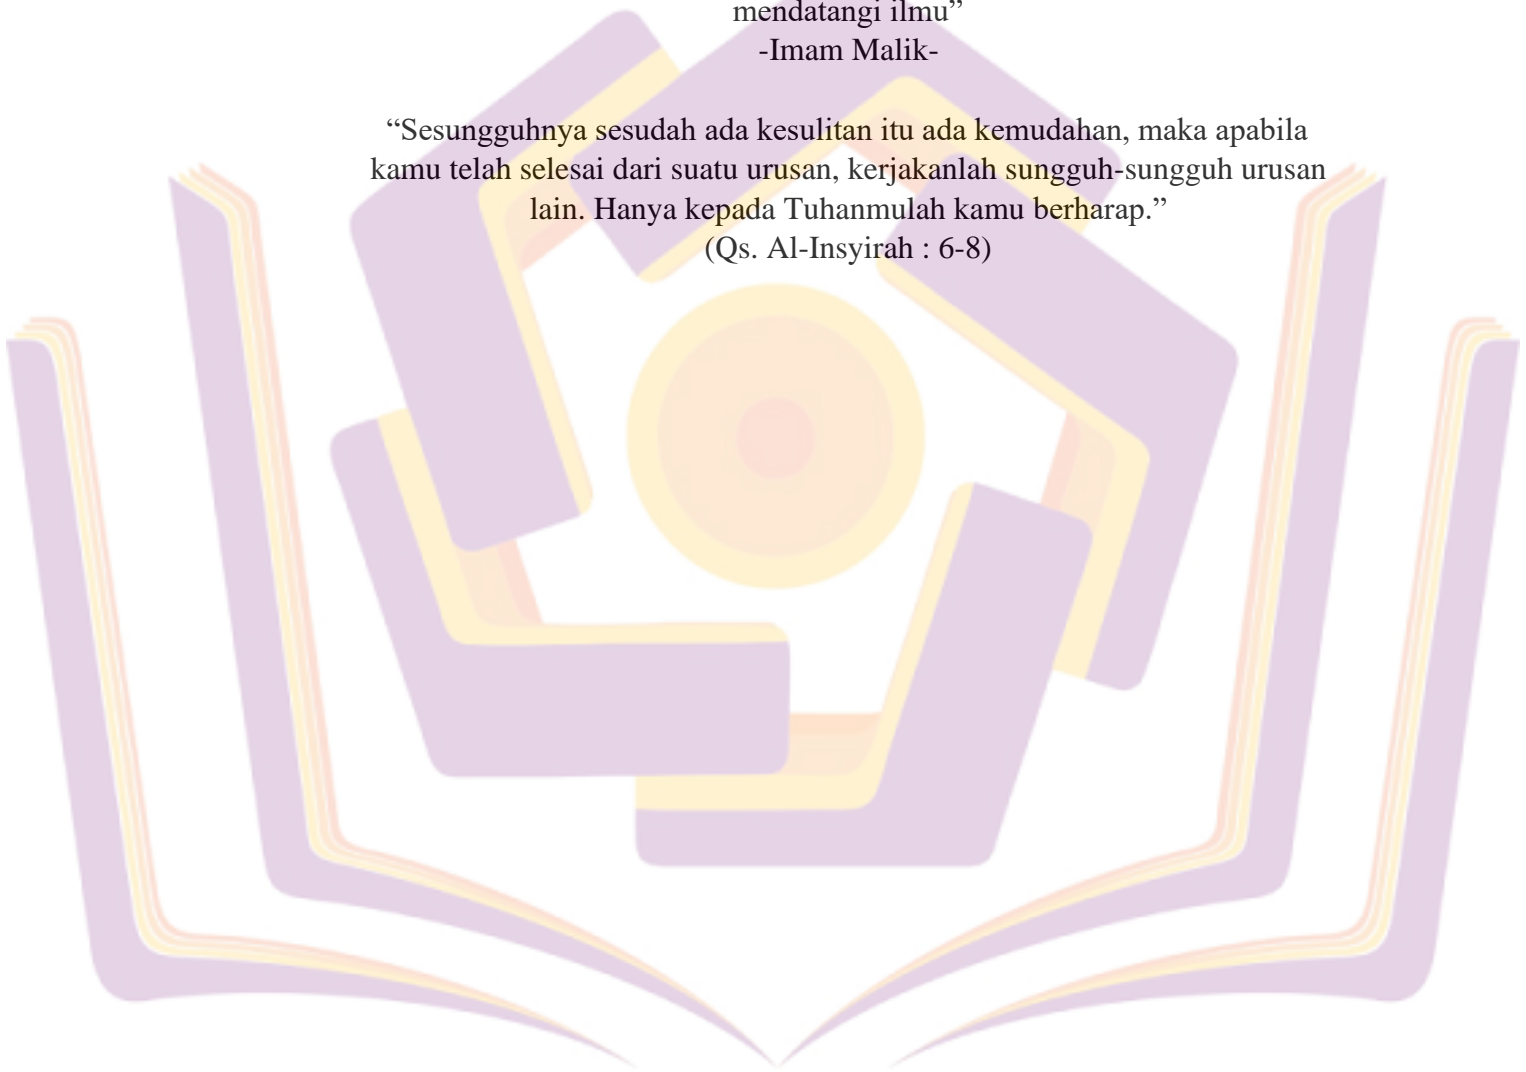 mendatangi ilmu”
-Imam Malik-
“Sesungguhnya sesudah ada kesulitan itu ada kemudahan, maka apabila
kamu telah selesai dari suatu urusan, kerjakanlah sungguh-sungguh urusan
lain. Hanya kepada Tuhanmulah kamu berharap.”
(Qs. Al-Insyirah : 6-8)